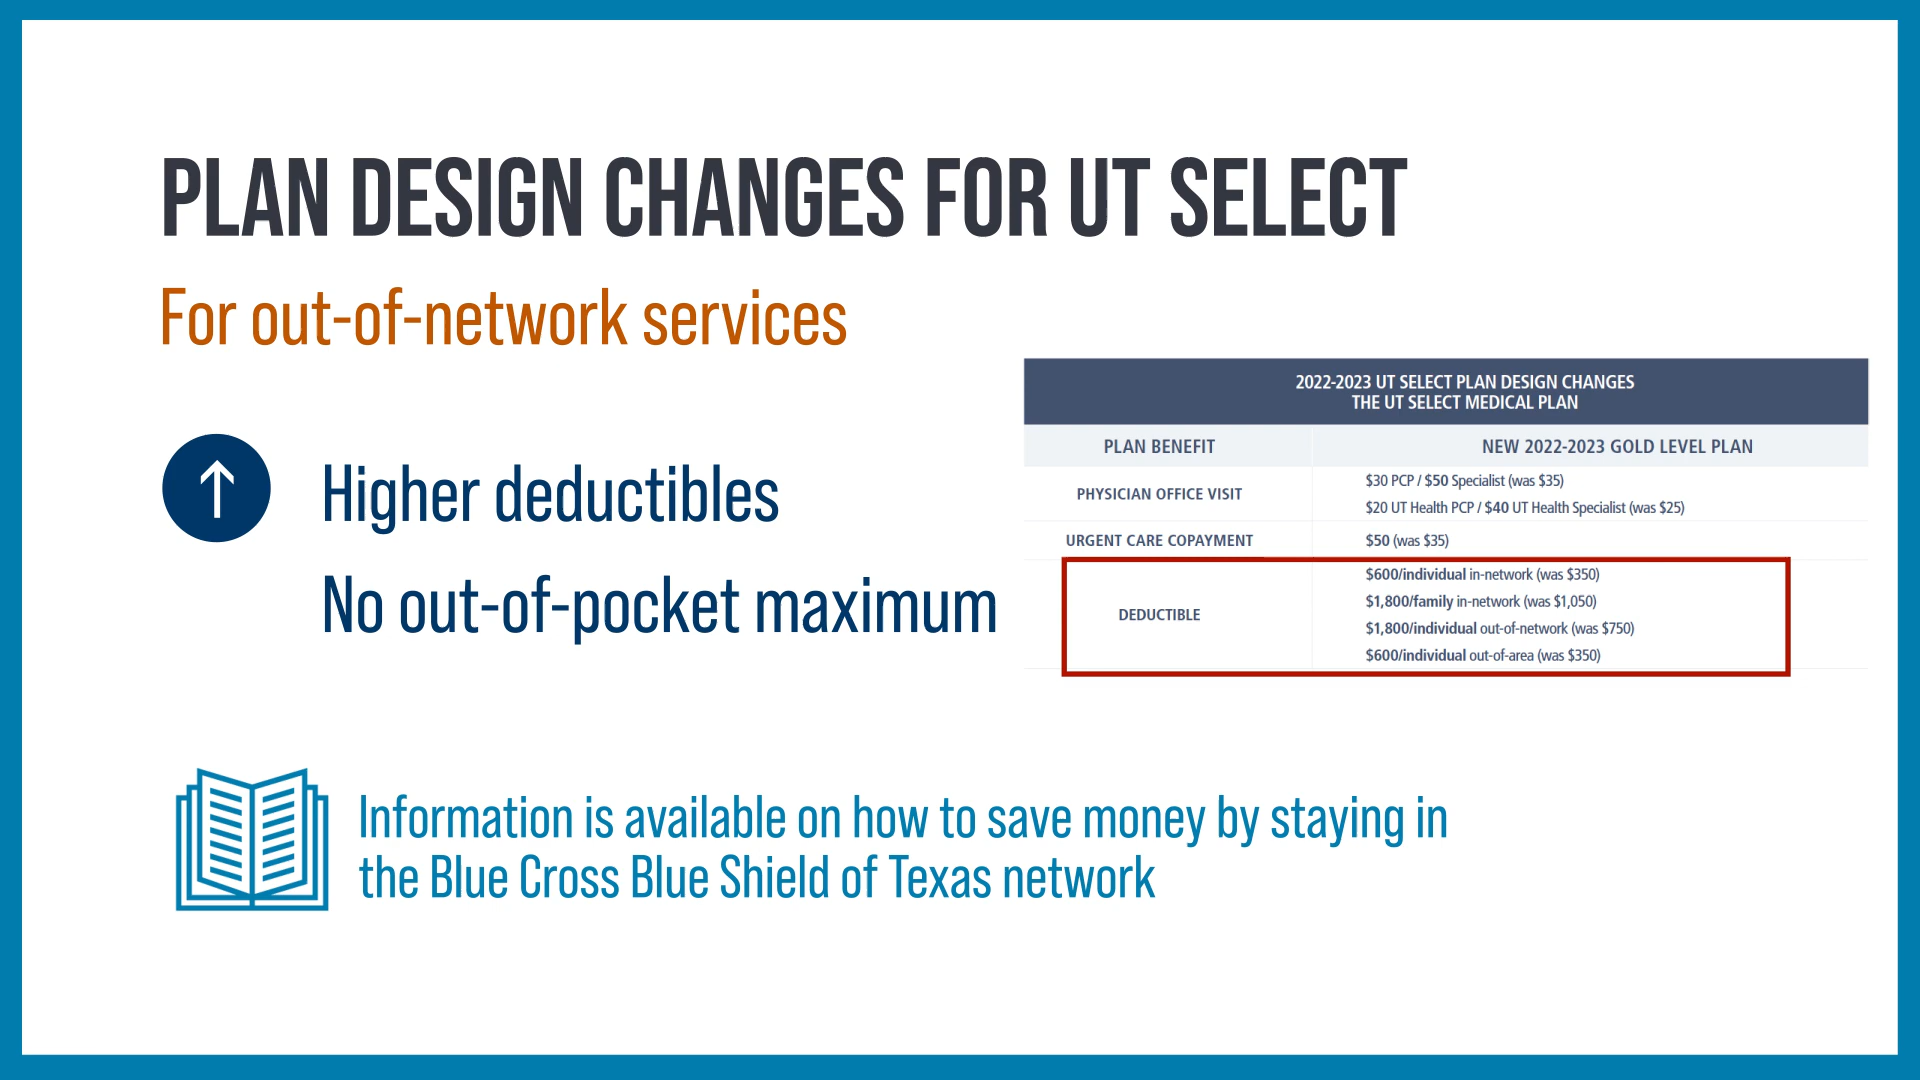 PLAN DESIGN CHANGES FOR UT SELECT
For out-of-network services
Higher deductibles
No out-of-pocket maximum
2022-2023 UT SELECT PLAN DESIGN CHANGES
THE UT SELECT MEDICAL PLAN
PLAN BENEFIT NEW 2022-2023 GOLD LEVEL PLAN
PHYSICIAN OFFICE VISIT
$30 PCP / $50 Specialist (was $35)
$20 UT Health PCP / $40 UT Health Specialist (was $25)
URGENT CARE COPAYMENT $50 (was $35)
DEDUCTIBLE
$600/individual in-network (was $350)
$1,800/family in-network (was $1,050)
$1,800/individual out-of-network (was $750)
$600/individual out-of-area (was $350)
Information is available on how to save money by staying in
the Blue Cross Blue Shield of Texas network